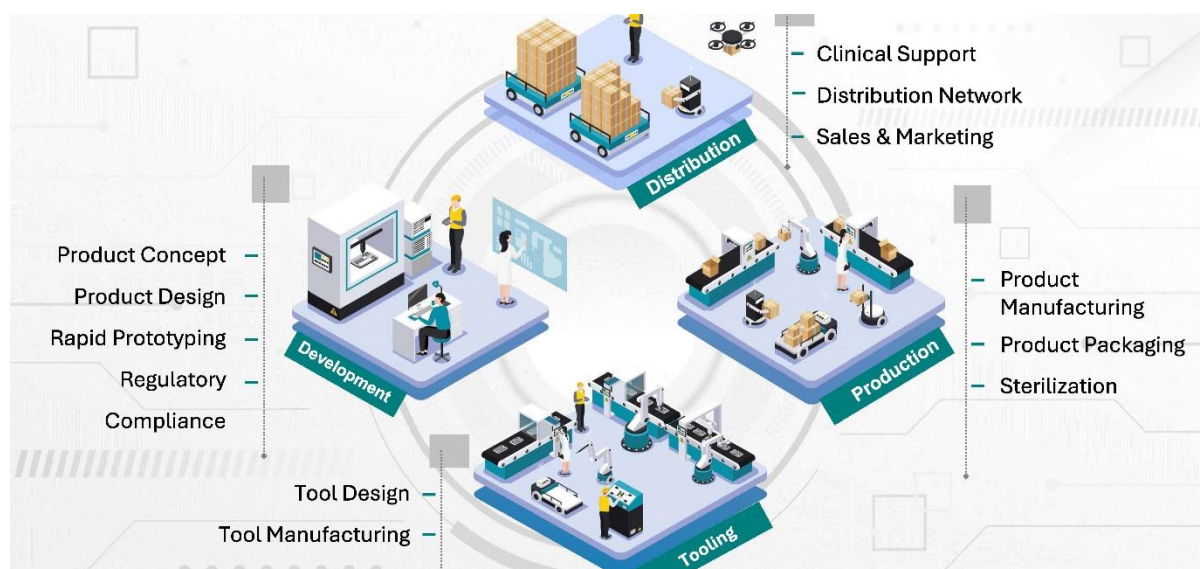 Clinical Support
Distribution Network
Sales & Marketing
Distribution
DELIVERY
Product Concept
Product Design
Rapid Prototyping
Regulatory
Compliance
Development
Product
Manufacturing
Product Packaging
Sterilization
Production
Tool Design
Tool Manufacturing
Tooling